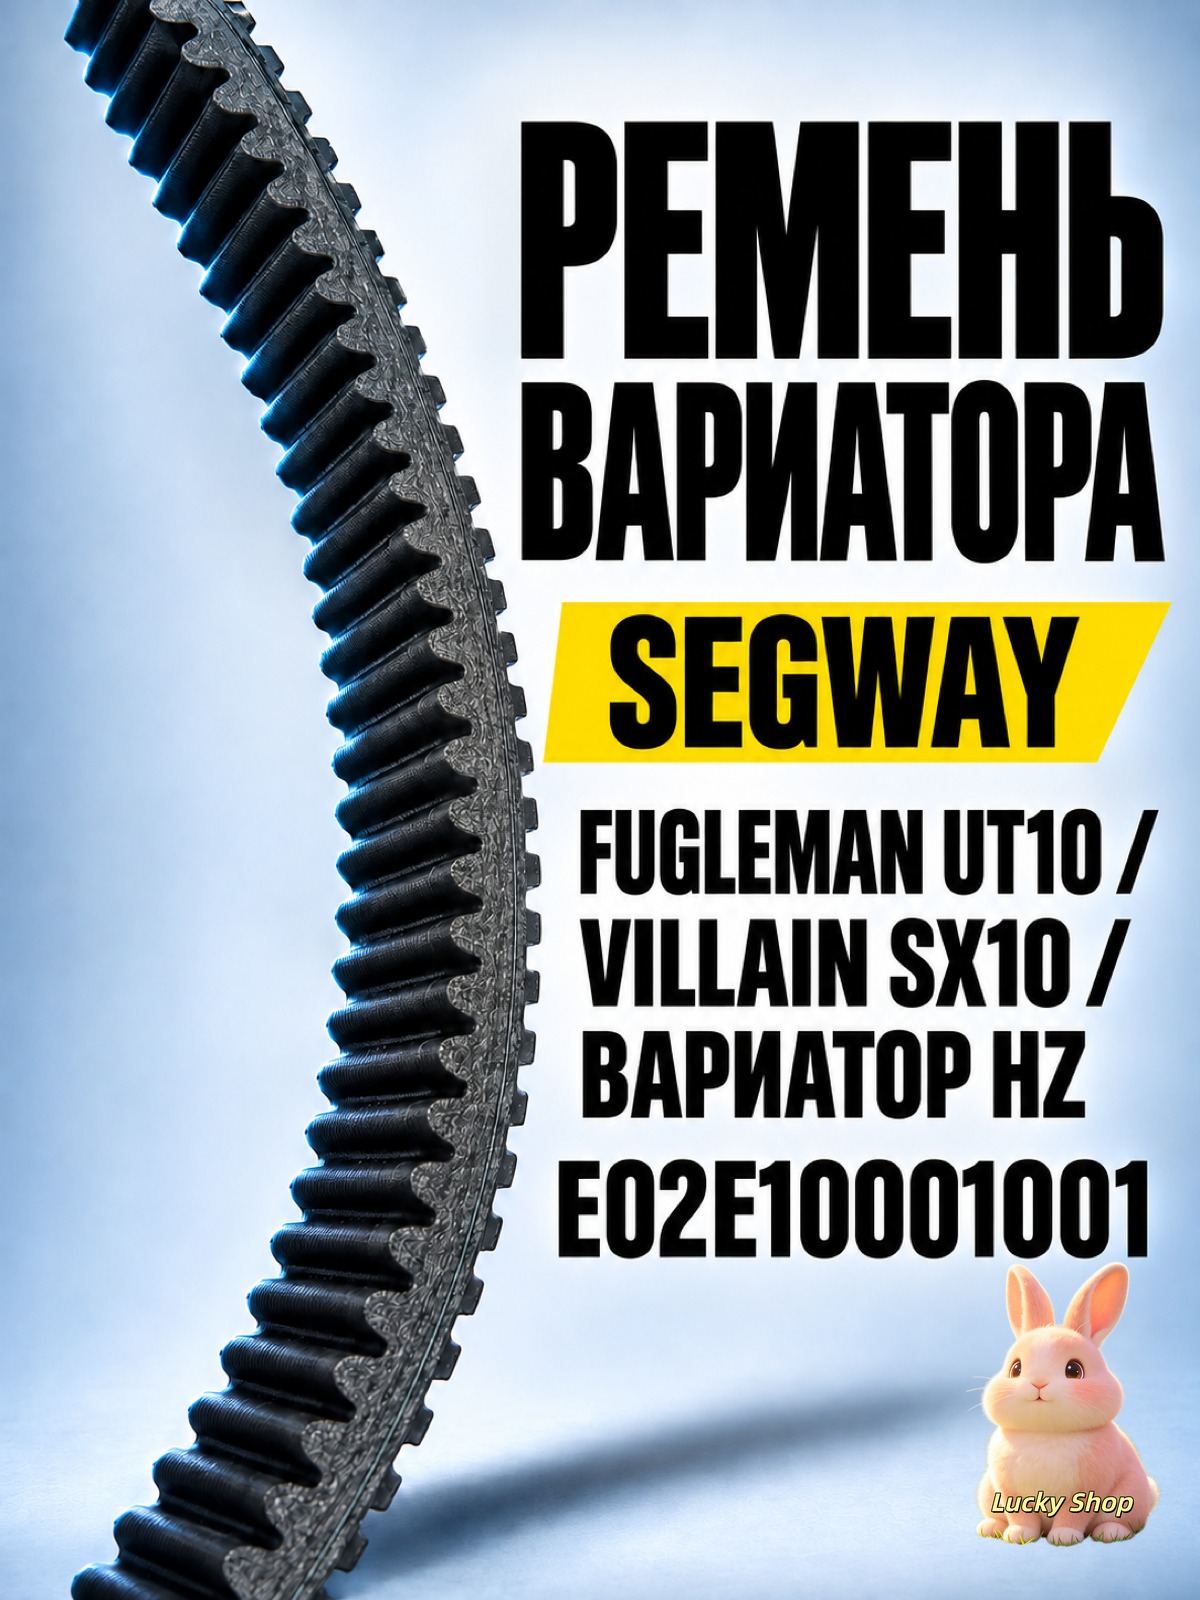 РЕМЕНЬ
ВАРИАТОРА
SEGWAY
FUGLEMAN UT10 /
VILLAIN SX10 /
ВАРИАТОР HZ
E02E10001001
Lucky Shop